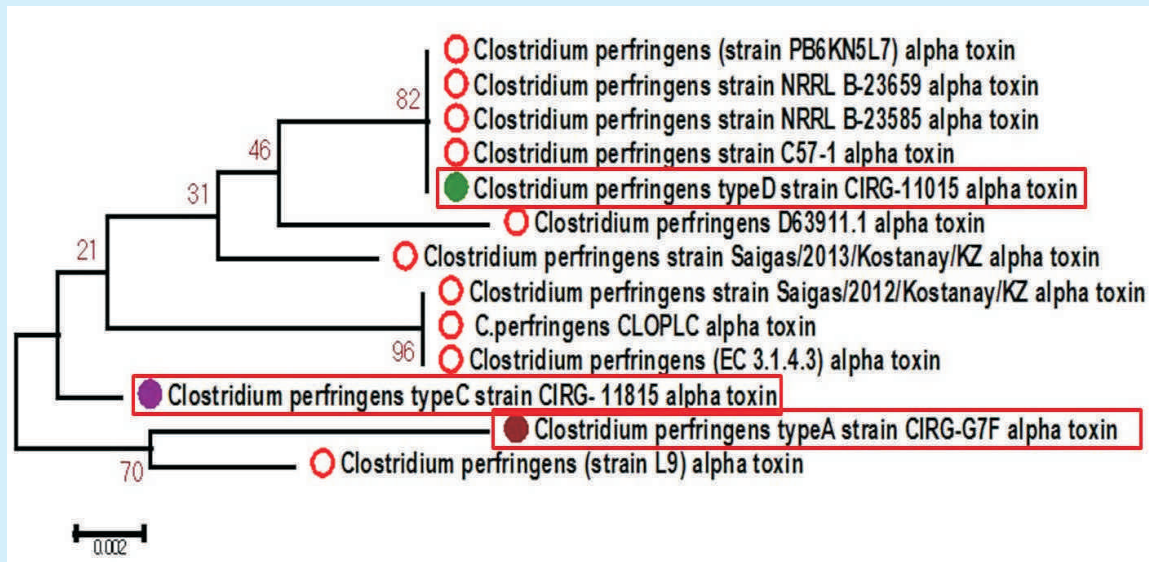 Clostridium perfringens (strain PB6KN5L7) alpha toxin
Clostridium perfringens strain NRRL B-23659 alpha toxin
82
Clostridium perfringens strain NRRL B-23585 alpha toxin
46
Clostridium perfringens strain C57-1 alpha toxin
31
Clostridium perfringens typeD strain CIRG-11015 alpha toxin
Clostridium perfringens D63911.1 alpha toxin
21
Clostridium perfringens strain Saigas/2013/Kostanay/KZ alpha toxin
Clostridium perfringens strain Saigas/2012/Kostanay/KZ alpha toxin
C.perfringens CLOPLC alpha toxin
96
Clostridium perfringens (EC 3.1.4.3) alpha toxin
Clostridium perfringens typeC strain CIRG- 11815 alpha toxin
Clostridium perfringens typeA strain CIRG-G7F alpha toxin
70
Clostridium perfringens (strain L9) alpha toxin
0.002